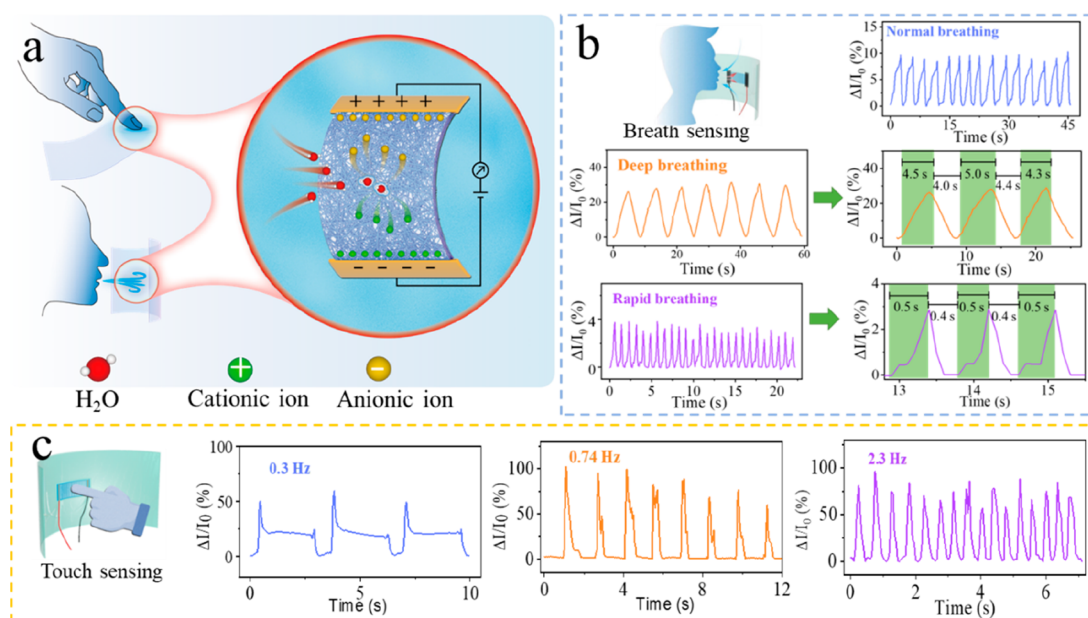 a
+ + + +
− − − −
H2O
+
Cationic ion
−
Anionic ion
b
Breath sensing
Normal breathing
ΔI/I0 (%)
15
10
5
0
0 15 30 45
Time (s)
Deep breathing
ΔI/I0 (%)
40
20
0
0 20 40 60
Time (s)
ΔI/I0 (%)
40
20
0
4.5 s 5.0 s 4.3 s
4.0 s 4.4 s
0 10 20
Time (s)
Rapid breathing
ΔI/I0 (%)
4
0
0 5 10 15 20
Time (s)
ΔI/I0 (%)
4
2
0
0.5 s 0.5 s 0.5 s
0.4 s 0.4 s
13 14 15
Time (s)
c
Touch sensing
0.3 Hz
ΔI/I0 (%)
100
50
0
0 5 10
Time (s)
0.74 Hz
ΔI/I0 (%)
100
75
50
25
0
0 4 8 12
Time (s)
2.3 Hz
ΔI/I0 (%)
100
75
50
25
0
0 2 4 6
Time (s)